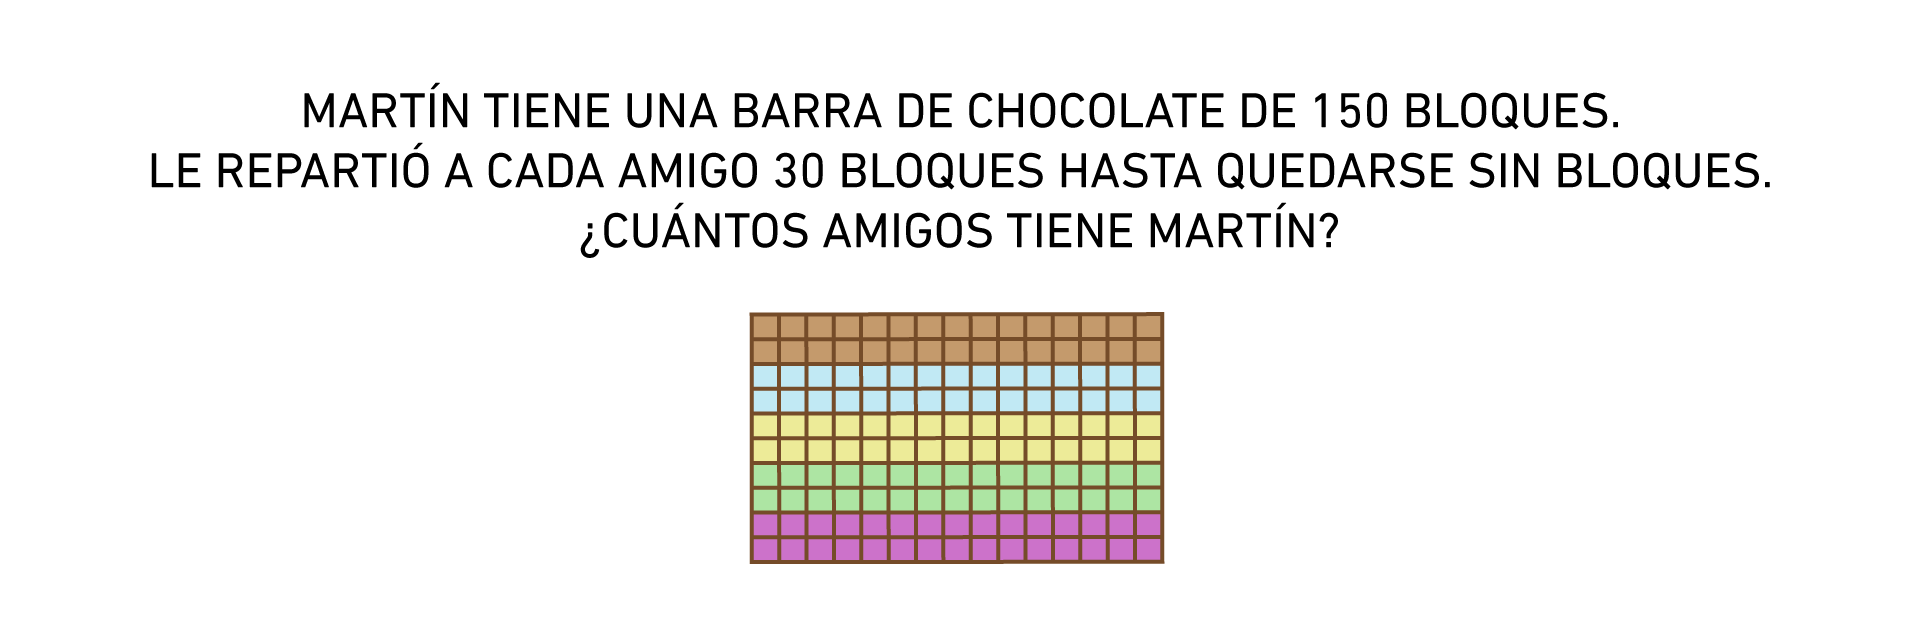 MARTÍN TIENE UNA BARRA DE CHOCOLATE DE 150 BLOQUES.
LE REPARTIÓ A CADA AMIGO 30 BLOQUES HASTA QUEDARSE SIN BLOQUES.
¿CUÁNTOS AMIGOS TIENE MARTÍN?